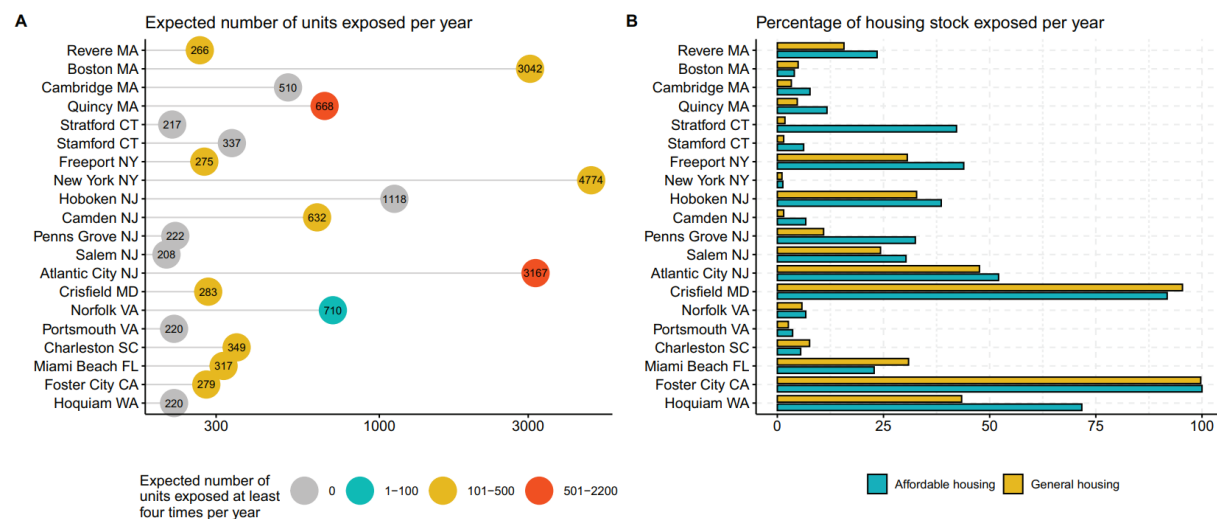 A
Expected number of units exposed per year
Revere MA
266
Boston MA
3042
Cambridge MA
510
Quincy MA
668
Stratford CT
217
Stamford CT
337
Freeport NY
275
New York NY
4774
Hoboken NJ
1118
Camden NJ
632
Penns Grove NJ
222
Salem NJ
208
Atlantic City NJ
3167
Crisfield MD
283
Norfolk VA
710
Portsmouth VA
220
Charleston SC
349
Miami Beach FL
317
Foster City CA
279
Hoquiam WA
220
300 1000 3000
Expected number of
units exposed at least
four times per year
0 1−100 101−500 501−2200
B
Percentage of housing stock exposed per year
Revere MA
Boston MA
Cambridge MA
Quincy MA
Stratford CT
Stamford CT
Freeport NY
New York NY
Hoboken NJ
Camden NJ
Penns Grove NJ
Salem NJ
Atlantic City NJ
Crisfield MD
Norfolk VA
Portsmouth VA
Charleston SC
Miami Beach FL
Foster City CA
Hoquiam WA
0 25 50 75 100
Affordable housing General housing